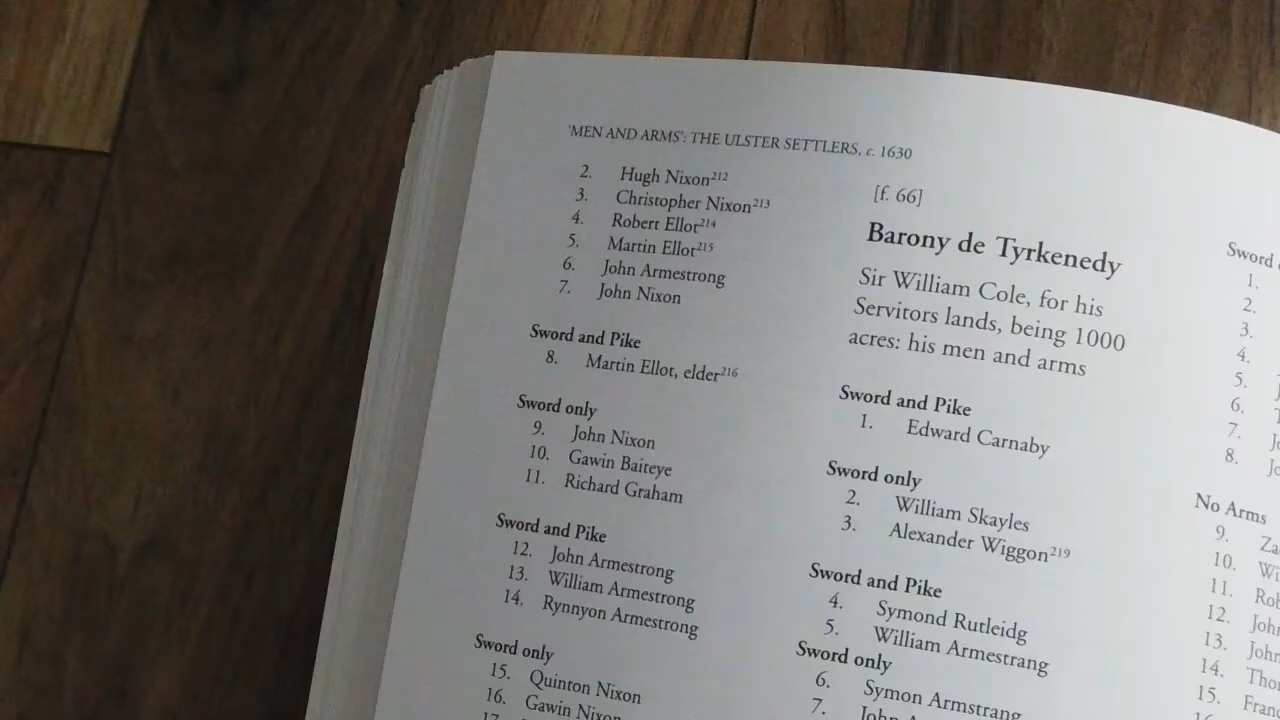 'MEN AND ARMS': THE ULSTER SETTLERS, c. 1630
2. Hugh Nixon²¹²
3. Christopher Nixon²¹³
4. Robert Ellot²¹⁴
5. Martin Ellot²¹⁵
6. John Armestrong
7. John Nixon
Sword and Pike
8. Martin Ellot, elder²¹⁶
Sword only
9. John Nixon
10. Gawin Baiteye
11. Richard Graham
Sword and Pike
12. John Armestrong
13. William Armestrong
14. Rynnyon Armestrong
Sword only
15. Quinton Nixon
16. Gawin Nixon
17.
[f. 66]
Barony de Tyrkenedy
Sir William Cole, for his
Servitors lands, being 1000
acres: his men and arms
Sword and Pike
1. Edward Carnaby
Sword only
2. William Skayles
3. Alexander Wiggon²¹⁹
Sword and Pike
4. Symond Rutleidg
5. William Armestrang
Sword only
6. Symon Armstrang
7. John
Sword
1.
2.
3.
4.
5.
6.
7.
8.
No Arms
9.
10.
11.
12. John
13. John
14.
15.